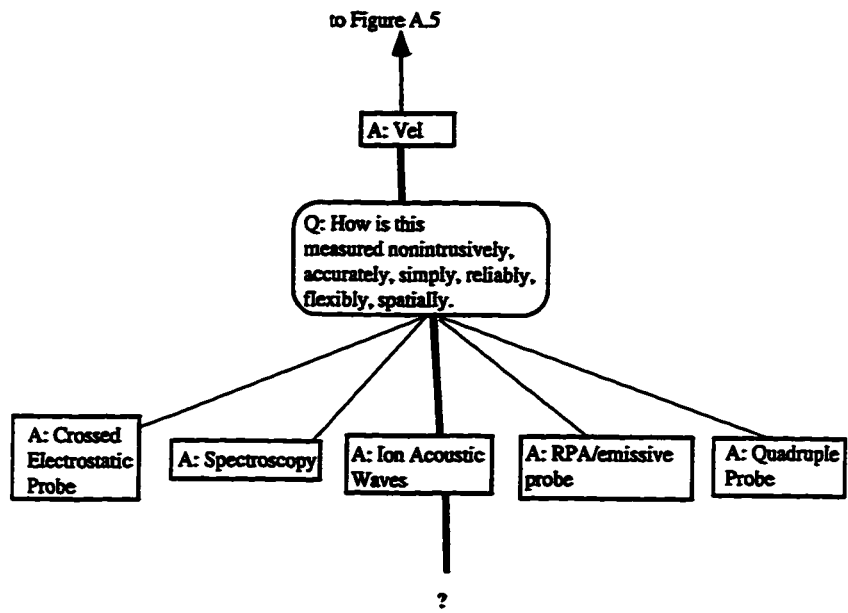 to Figure A.5
A: Vel
Q: How is this
measured nonintrusively,
accurately, simply, reliably,
flexibly, spatially.
A: Crossed
Electrostatic
Probe
A: Spectroscopy
A: Ion Acoustic
Waves
A: RPA/emissive
probe
A: Quadruple
Probe
?